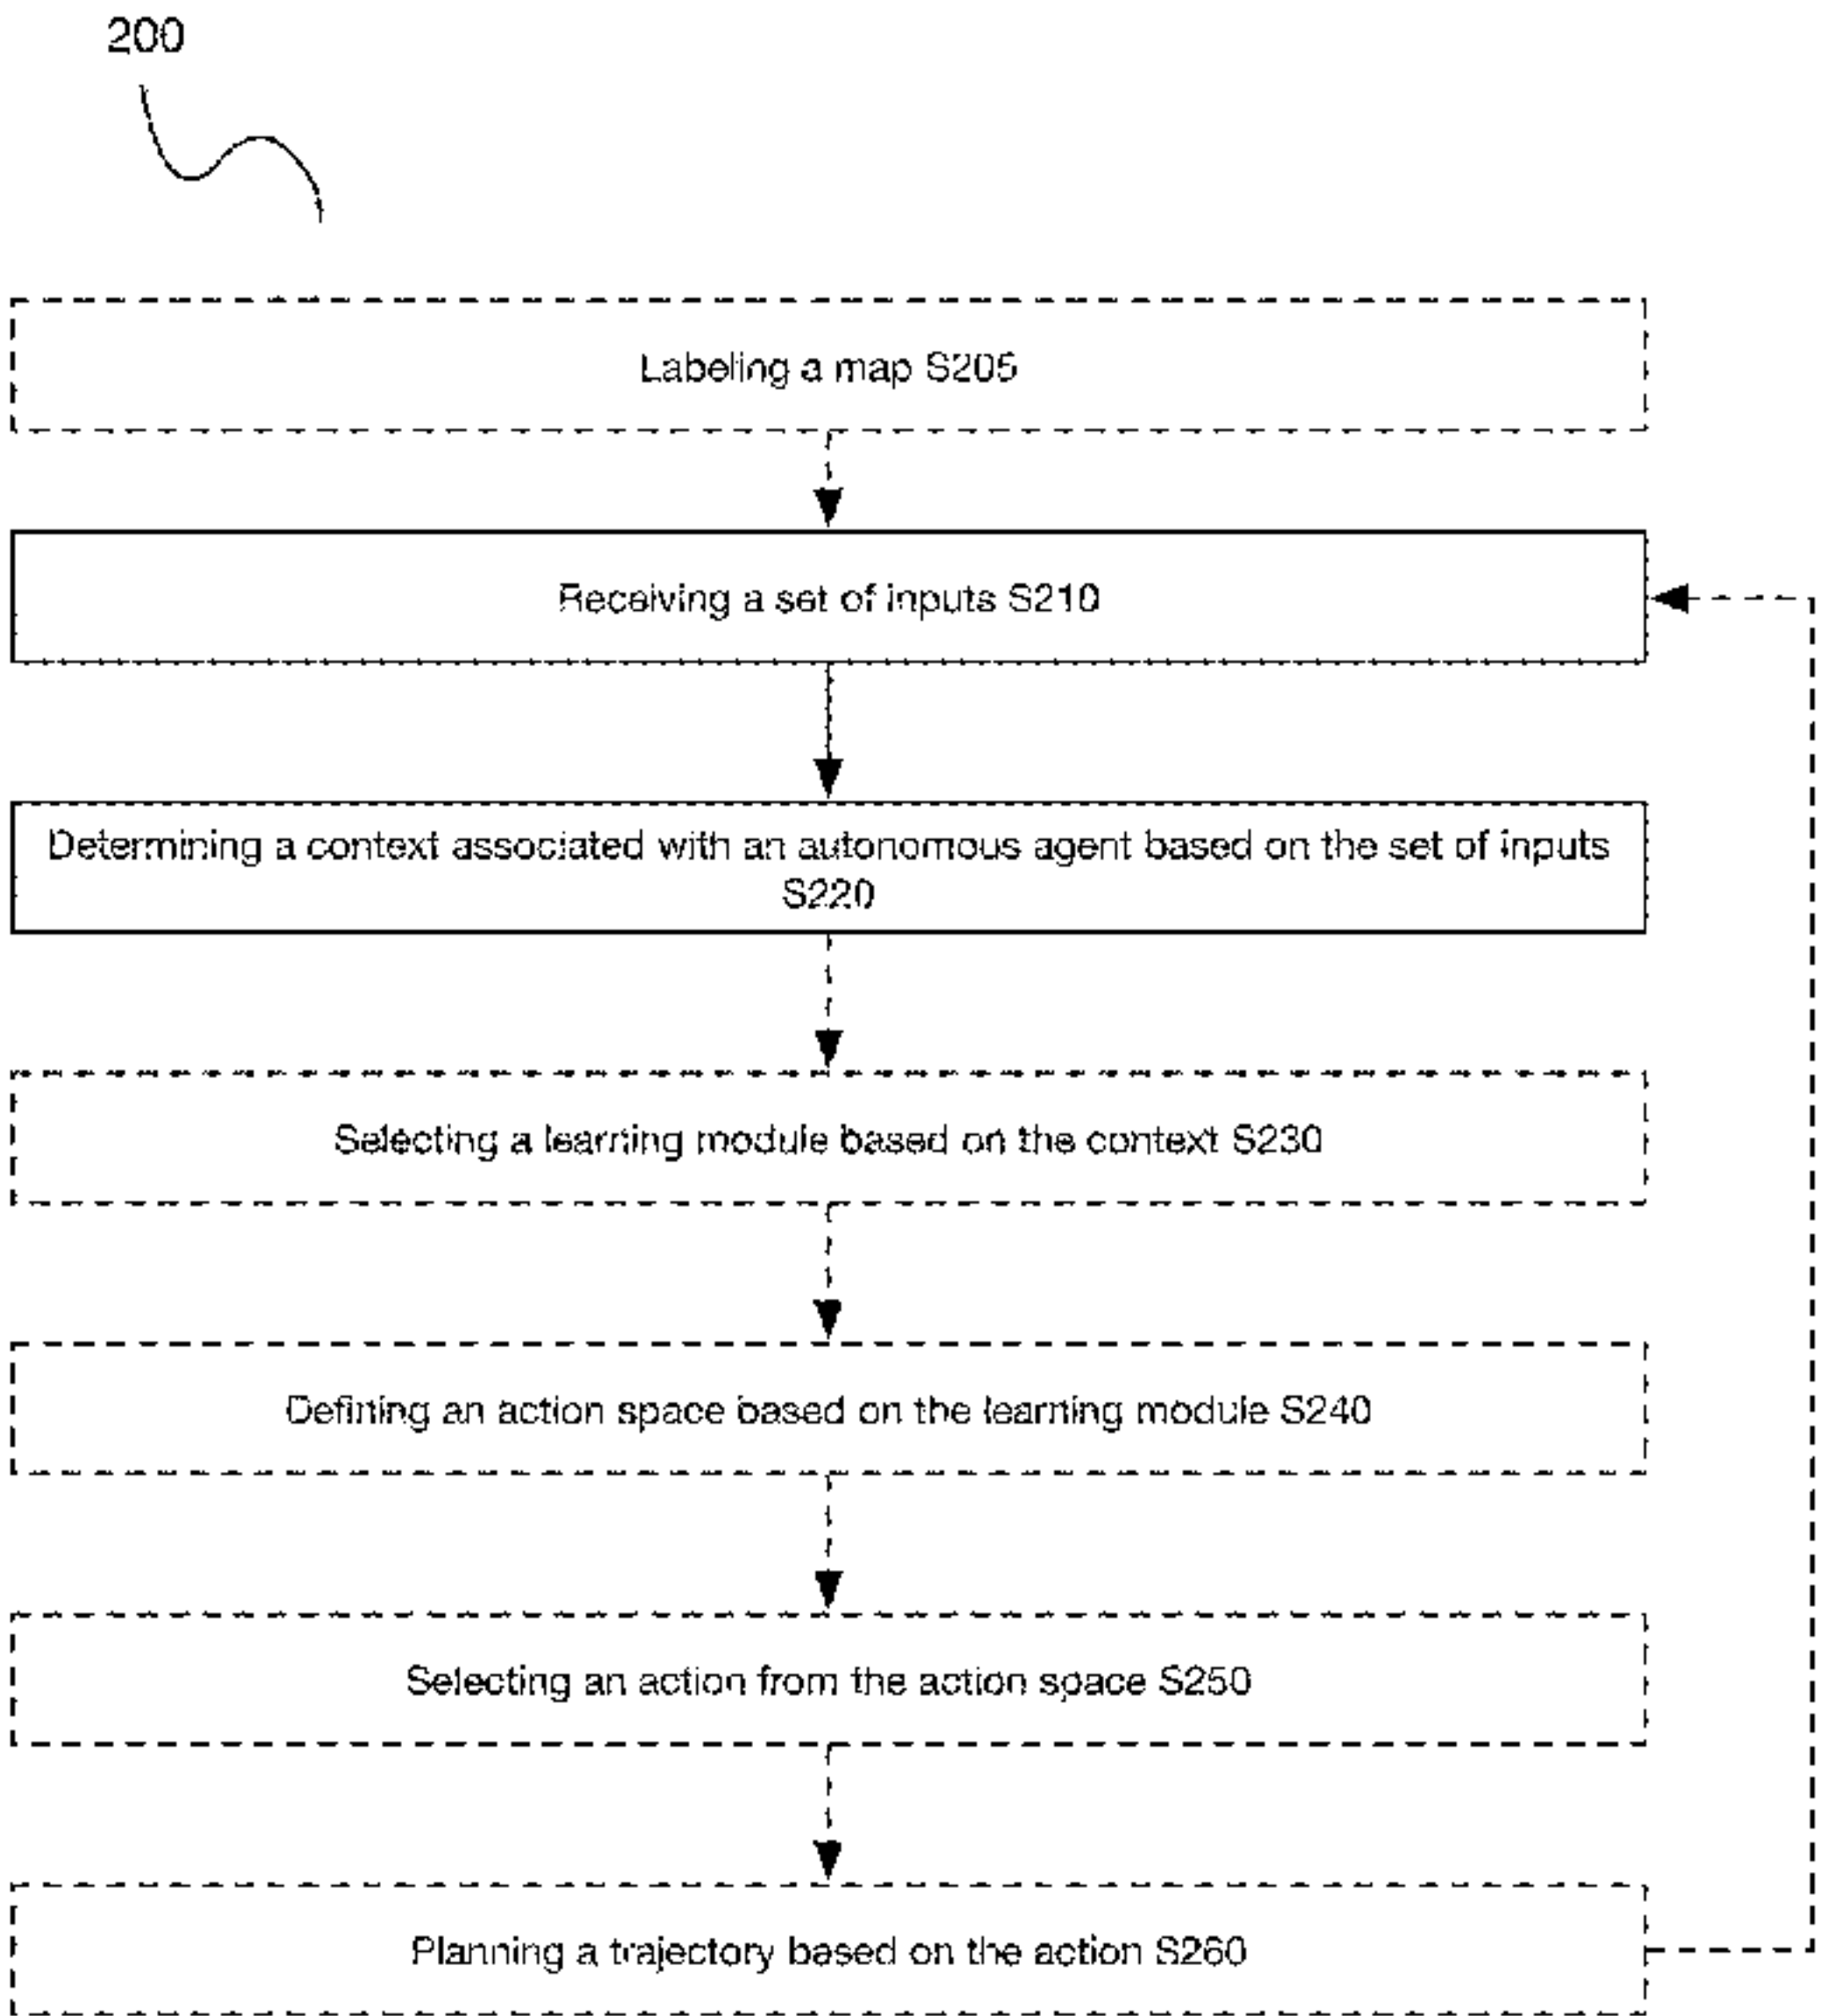 200
Labeling a map S205
Receiving a set of inputs S210
Determining a context associated with an autonomous agent based on the set of inputs
S220
Selecting a learning module based on the context S230
Defining an action space based on the learning module S240
Selecting an action from the action space S250
Planning a trajectory based on the action S260